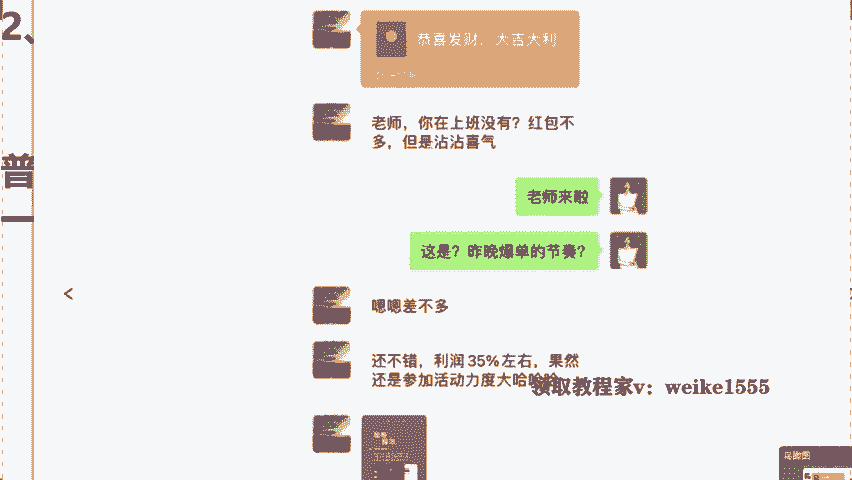 2、
恭喜发财，大吉大利
老师，你在上班没有？红包不
多，但是沾沾喜气
普
老师来啦
这是？昨晚爆单的节奏？
<
嗯嗯差不多
还不错，利润35%左右，果然
还是参加活动力度大哈哈哈
领取教程家v：weike1555